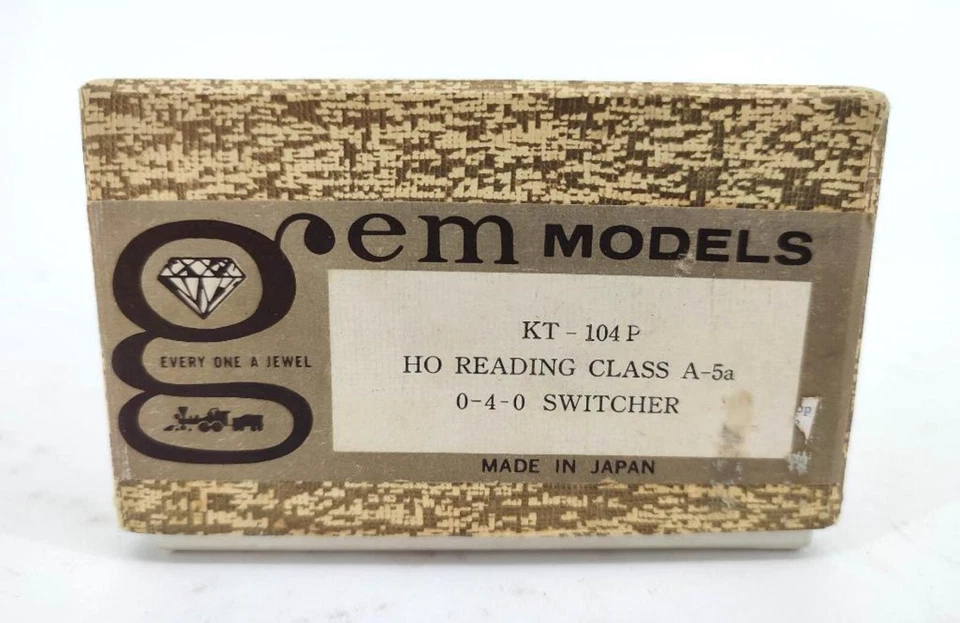 gem MODELS
EVERY ONE A JEWEL
KT - 104 P
HO READING CLASS A-5a
0-4-0 SWITCHER
MADE IN JAPAN